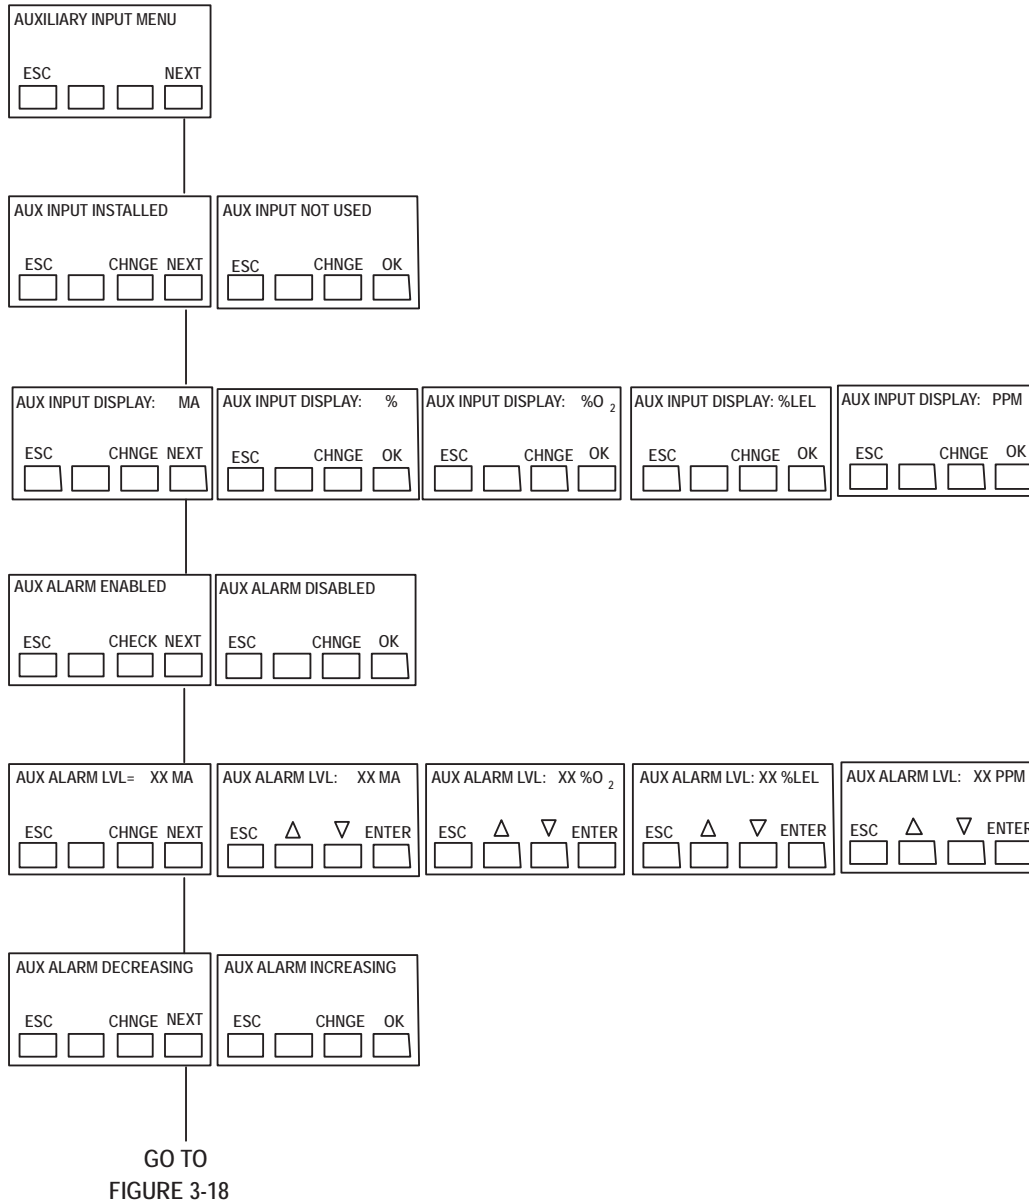 AUXILIARY INPUT MENU
ESC NEXT
AUX INPUT INSTALLED
ESC CHNGE NEXT
AUX INPUT NOT USED
ESC CHNGE OK
AUX INPUT DISPLAY: MA
ESC CHNGE NEXT
AUX INPUT DISPLAY: %
ESC CHNGE OK
AUX INPUT DISPLAY: %O 2
ESC CHNGE OK
AUX INPUT DISPLAY: %LEL
ESC CHNGE OK
AUX INPUT DISPLAY: PPM
ESC CHNGE OK
AUX ALARM ENABLED
ESC CHECK NEXT
AUX ALARM DISABLED
ESC CHNGE OK
AUX ALARM LVL= XX MA
ESC CHNGE NEXT
AUX ALARM LVL: XX MA
ESC △ ▽ ENTER
AUX ALARM LVL: XX %O 2
ESC △ ▽ ENTER
AUX ALARM LVL: XX %LEL
ESC △ ▽ ENTER
AUX ALARM LVL: XX PPM
ESC △ ▽ ENTER
AUX ALARM DECREASING
ESC CHNGE NEXT
AUX ALARM INCREASING
ESC CHNGE OK
GO TO
FIGURE 3-18